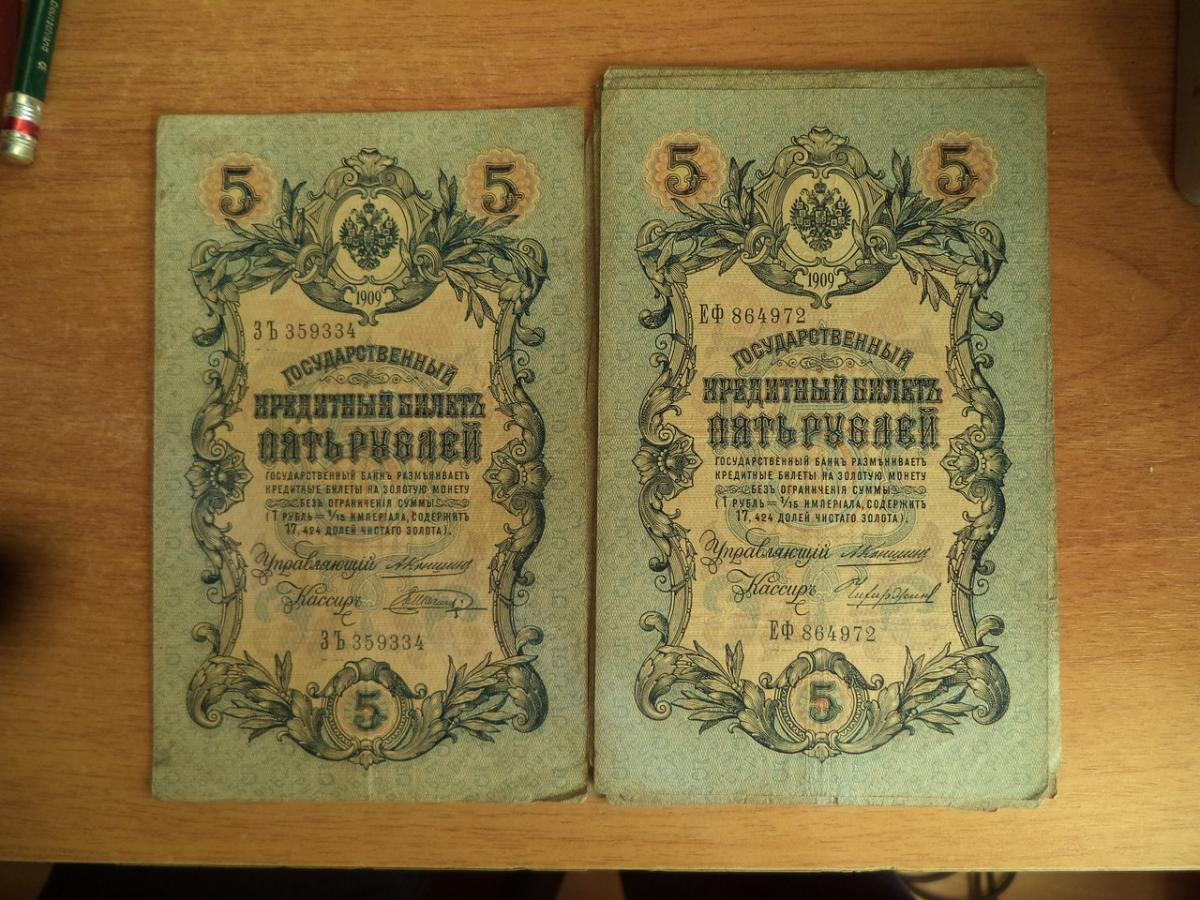 5 5
1909
ЗЪ 359334
ГОСУДАРСТВЕННЫЙ
КРЕДИТНЫЙ БИЛЕТЪ
ПЯТЬ РУБЛЕЙ
ГОСУДАРСТВЕННЫЙ БАНКЪ РАЗМѢНИВАЕТЪ
КРЕДИТНЫЕ БИЛЕТЫ НА ЗОЛОТУЮ МОНЕТУ
БЕЗЪ ОГРАНИЧЕНІЯ СУММЫ
(1 РУБЛЬ = 1/15 ИМПЕРІАЛА, СОДЕРЖИТЪ
17,424 ДОЛЕЙ ЧИСТАГО ЗОЛОТА).
Управляющій АКоншинъ
Кассиръ
ЗЪ 359334
5
5 5
1909
ЕФ 864972
ГОСУДАРСТВЕННЫЙ
КРЕДИТНЫЙ БИЛЕТЪ
ПЯТЬ РУБЛЕЙ
ГОСУДАРСТВЕННЫЙ БАНКЪ РАЗМѢНИВАЕТЪ
КРЕДИТНЫЕ БИЛЕТЫ НА ЗОЛОТУЮ МОНЕТУ
БЕЗЪ ОГРАНИЧЕНІЯ СУММЫ
(1 РУБЛЬ = 1/15 ИМПЕРІАЛА, СОДЕРЖИТЪ
17,424 ДОЛЕЙ ЧИСТАГО ЗОЛОТА).
Управляющій АКоншинъ
Кассиръ
ЕФ 864972
5